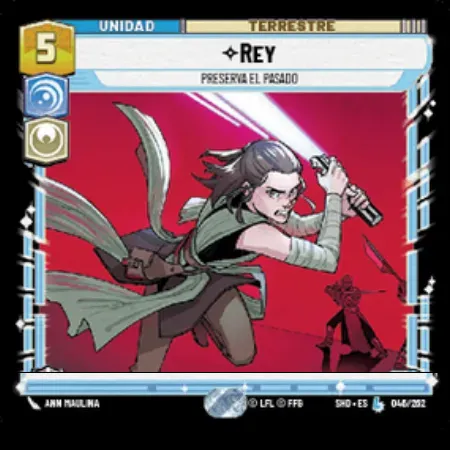 UNIDAD
TERRESTRE
5
REY
PRESERVA EL PASADO
ANN MAULINA
© LFL © FFG
SHD • ES L 046/262